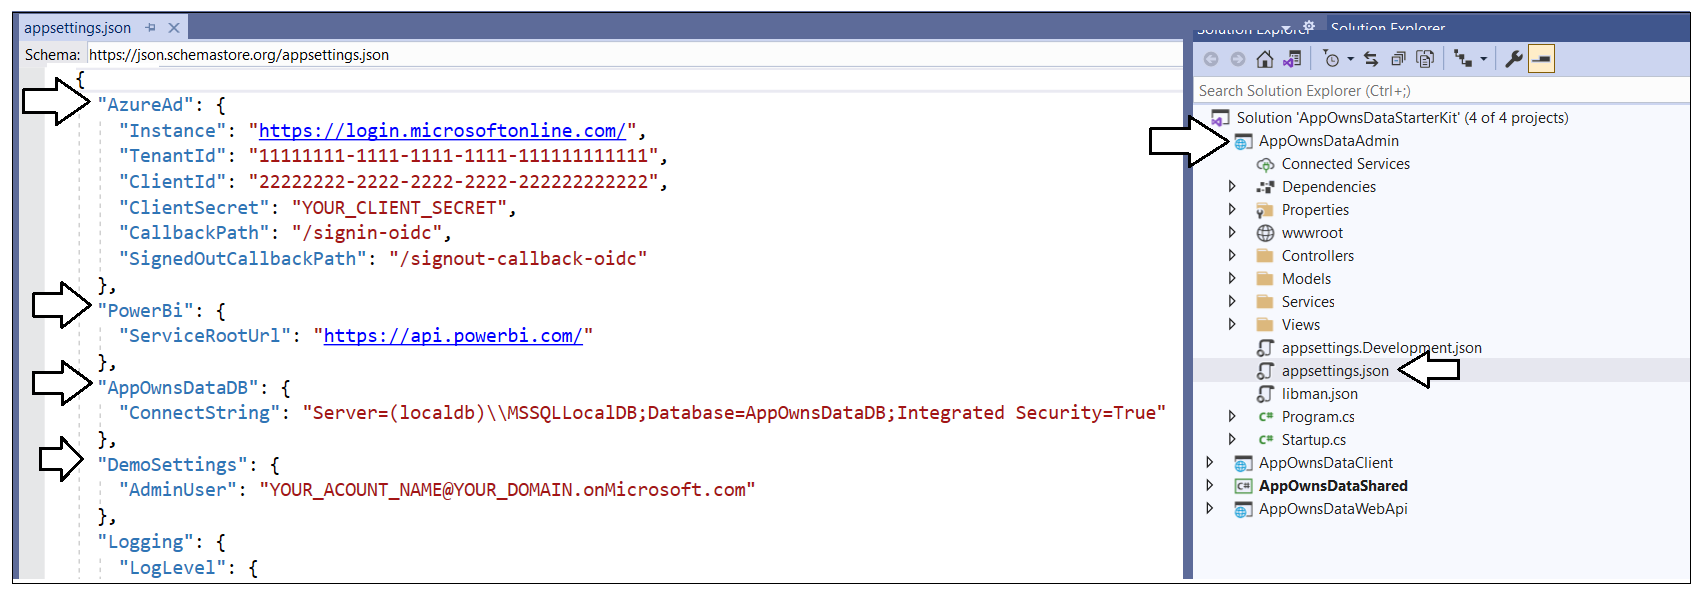 appsettings.json
Schema: https://json.schemastore.org/appsettings.json
{
"AzureAd": {
"Instance": "https://login.microsoftonline.com/",
"TenantId": "11111111-1111-1111-1111-111111111111",
"ClientId": "22222222-2222-2222-2222-222222222222",
"ClientSecret": "YOUR_CLIENT_SECRET",
"CallbackPath": "/signin-oidc",
"SignedOutCallbackPath": "/signout-callback-oidc"
},
"PowerBi": {
"ServiceRootUrl": "https://api.powerbi.com/"
},
"AppOwnsDataDB": {
"ConnectString": "Server=(localdb)\\MSSQLLocalDB;Database=AppOwnsDataDB;Integrated Security=True"
},
"DemoSettings": {
"AdminUser": "YOUR_ACOUNT_NAME@YOUR_DOMAIN.onMicrosoft.com"
},
"Logging": {
"LogLevel": {
Solution Explorer
Solution Explorer
Search Solution Explorer (Ctrl+;)
Solution 'AppOwnsDataStarterKit' (4 of 4 projects)
AppOwnsDataAdmin
Connected Services
Dependencies
Properties
wwwroot
Controllers
Models
Services
Views
appsettings.Development.json
appsettings.json
libman.json
C# Program.cs
C# Startup.cs
AppOwnsDataClient
C# AppOwnsDataShared
AppOwnsDataWebApi